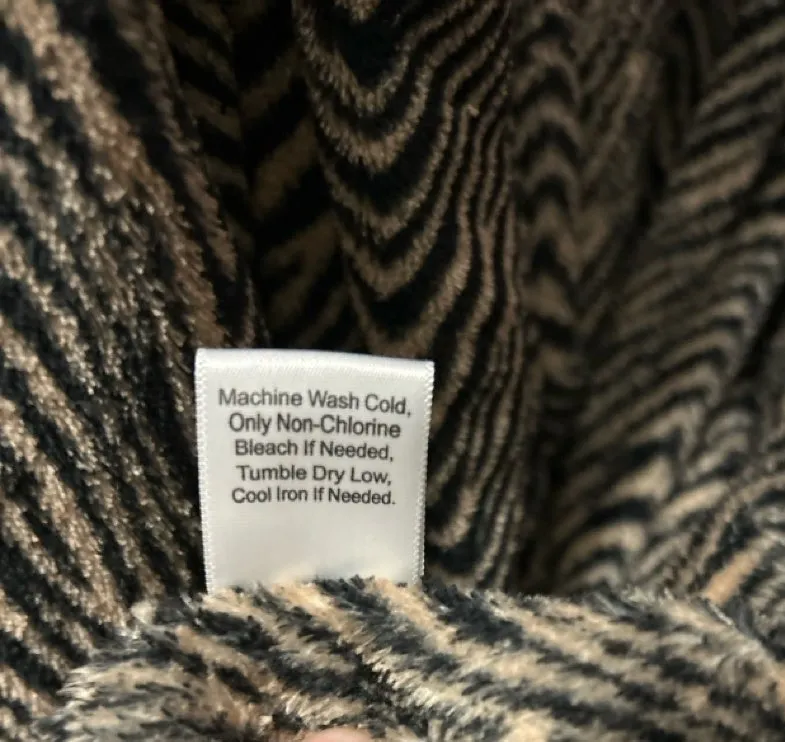 Machine Wash Cold,
Only Non-Chlorine
Bleach If Needed,
Tumble Dry Low,
Cool Iron If Needed.